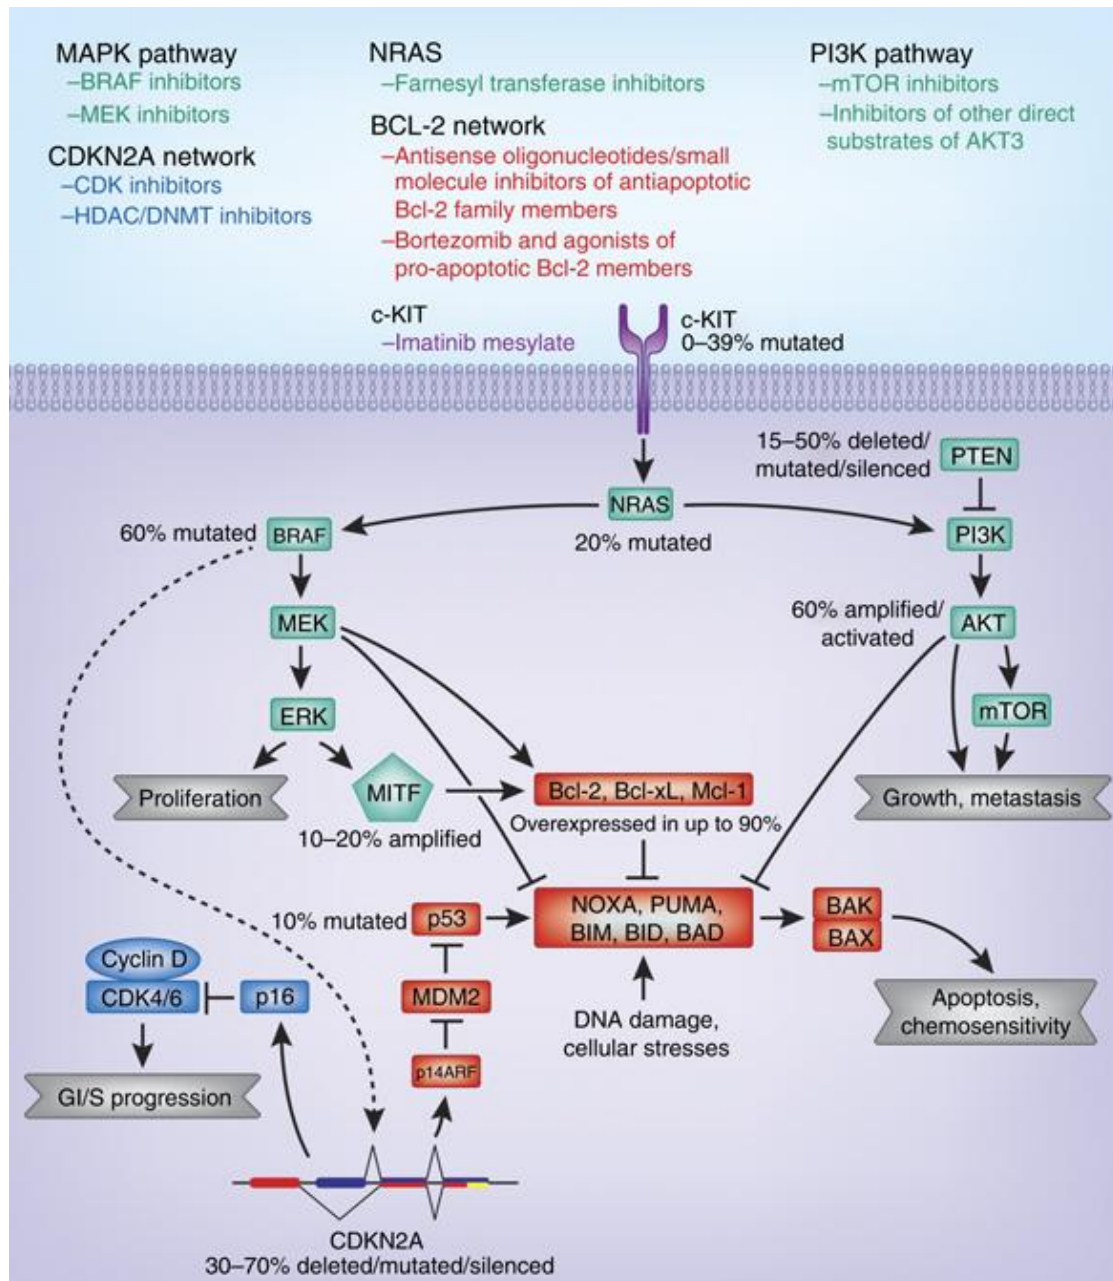 MAPK pathway
–BRAF inhibitors
–MEK inhibitors
CDKN2A network
–CDK inhibitors
–HDAC/DNMT inhibitors
NRAS
–Farnesyl transferase inhibitors
BCL-2 network
–Antisense oligonucleotides/small
molecule inhibitors of antiapoptotic
Bcl-2 family members
–Bortezomib and agonists of
pro-apoptotic Bcl-2 members
c-KIT
–Imatinib mesylate
PI3K pathway
–mTOR inhibitors
–Inhibitors of other direct
substrates of AKT3
c-KIT
0–39% mutated
15–50% deleted/
mutated/silenced
PTEN
NRAS
20% mutated
60% mutated
BRAF
PI3K
MEK
60% amplified/
activated
AKT
ERK
mTOR
Proliferation
MITF
10–20% amplified
Bcl-2, Bcl-xL, Mcl-1
Overexpressed in up to 90%
Growth, metastasis
10% mutated
p53
NOXA, PUMA,
BIM, BID, BAD
BAK
BAX
Cyclin D
CDK4/6
p16
MDM2
DNA damage,
cellular stresses
Apoptosis,
chemosensitivity
p14ARF
GI/S progression
CDKN2A
30–70% deleted/mutated/silenced